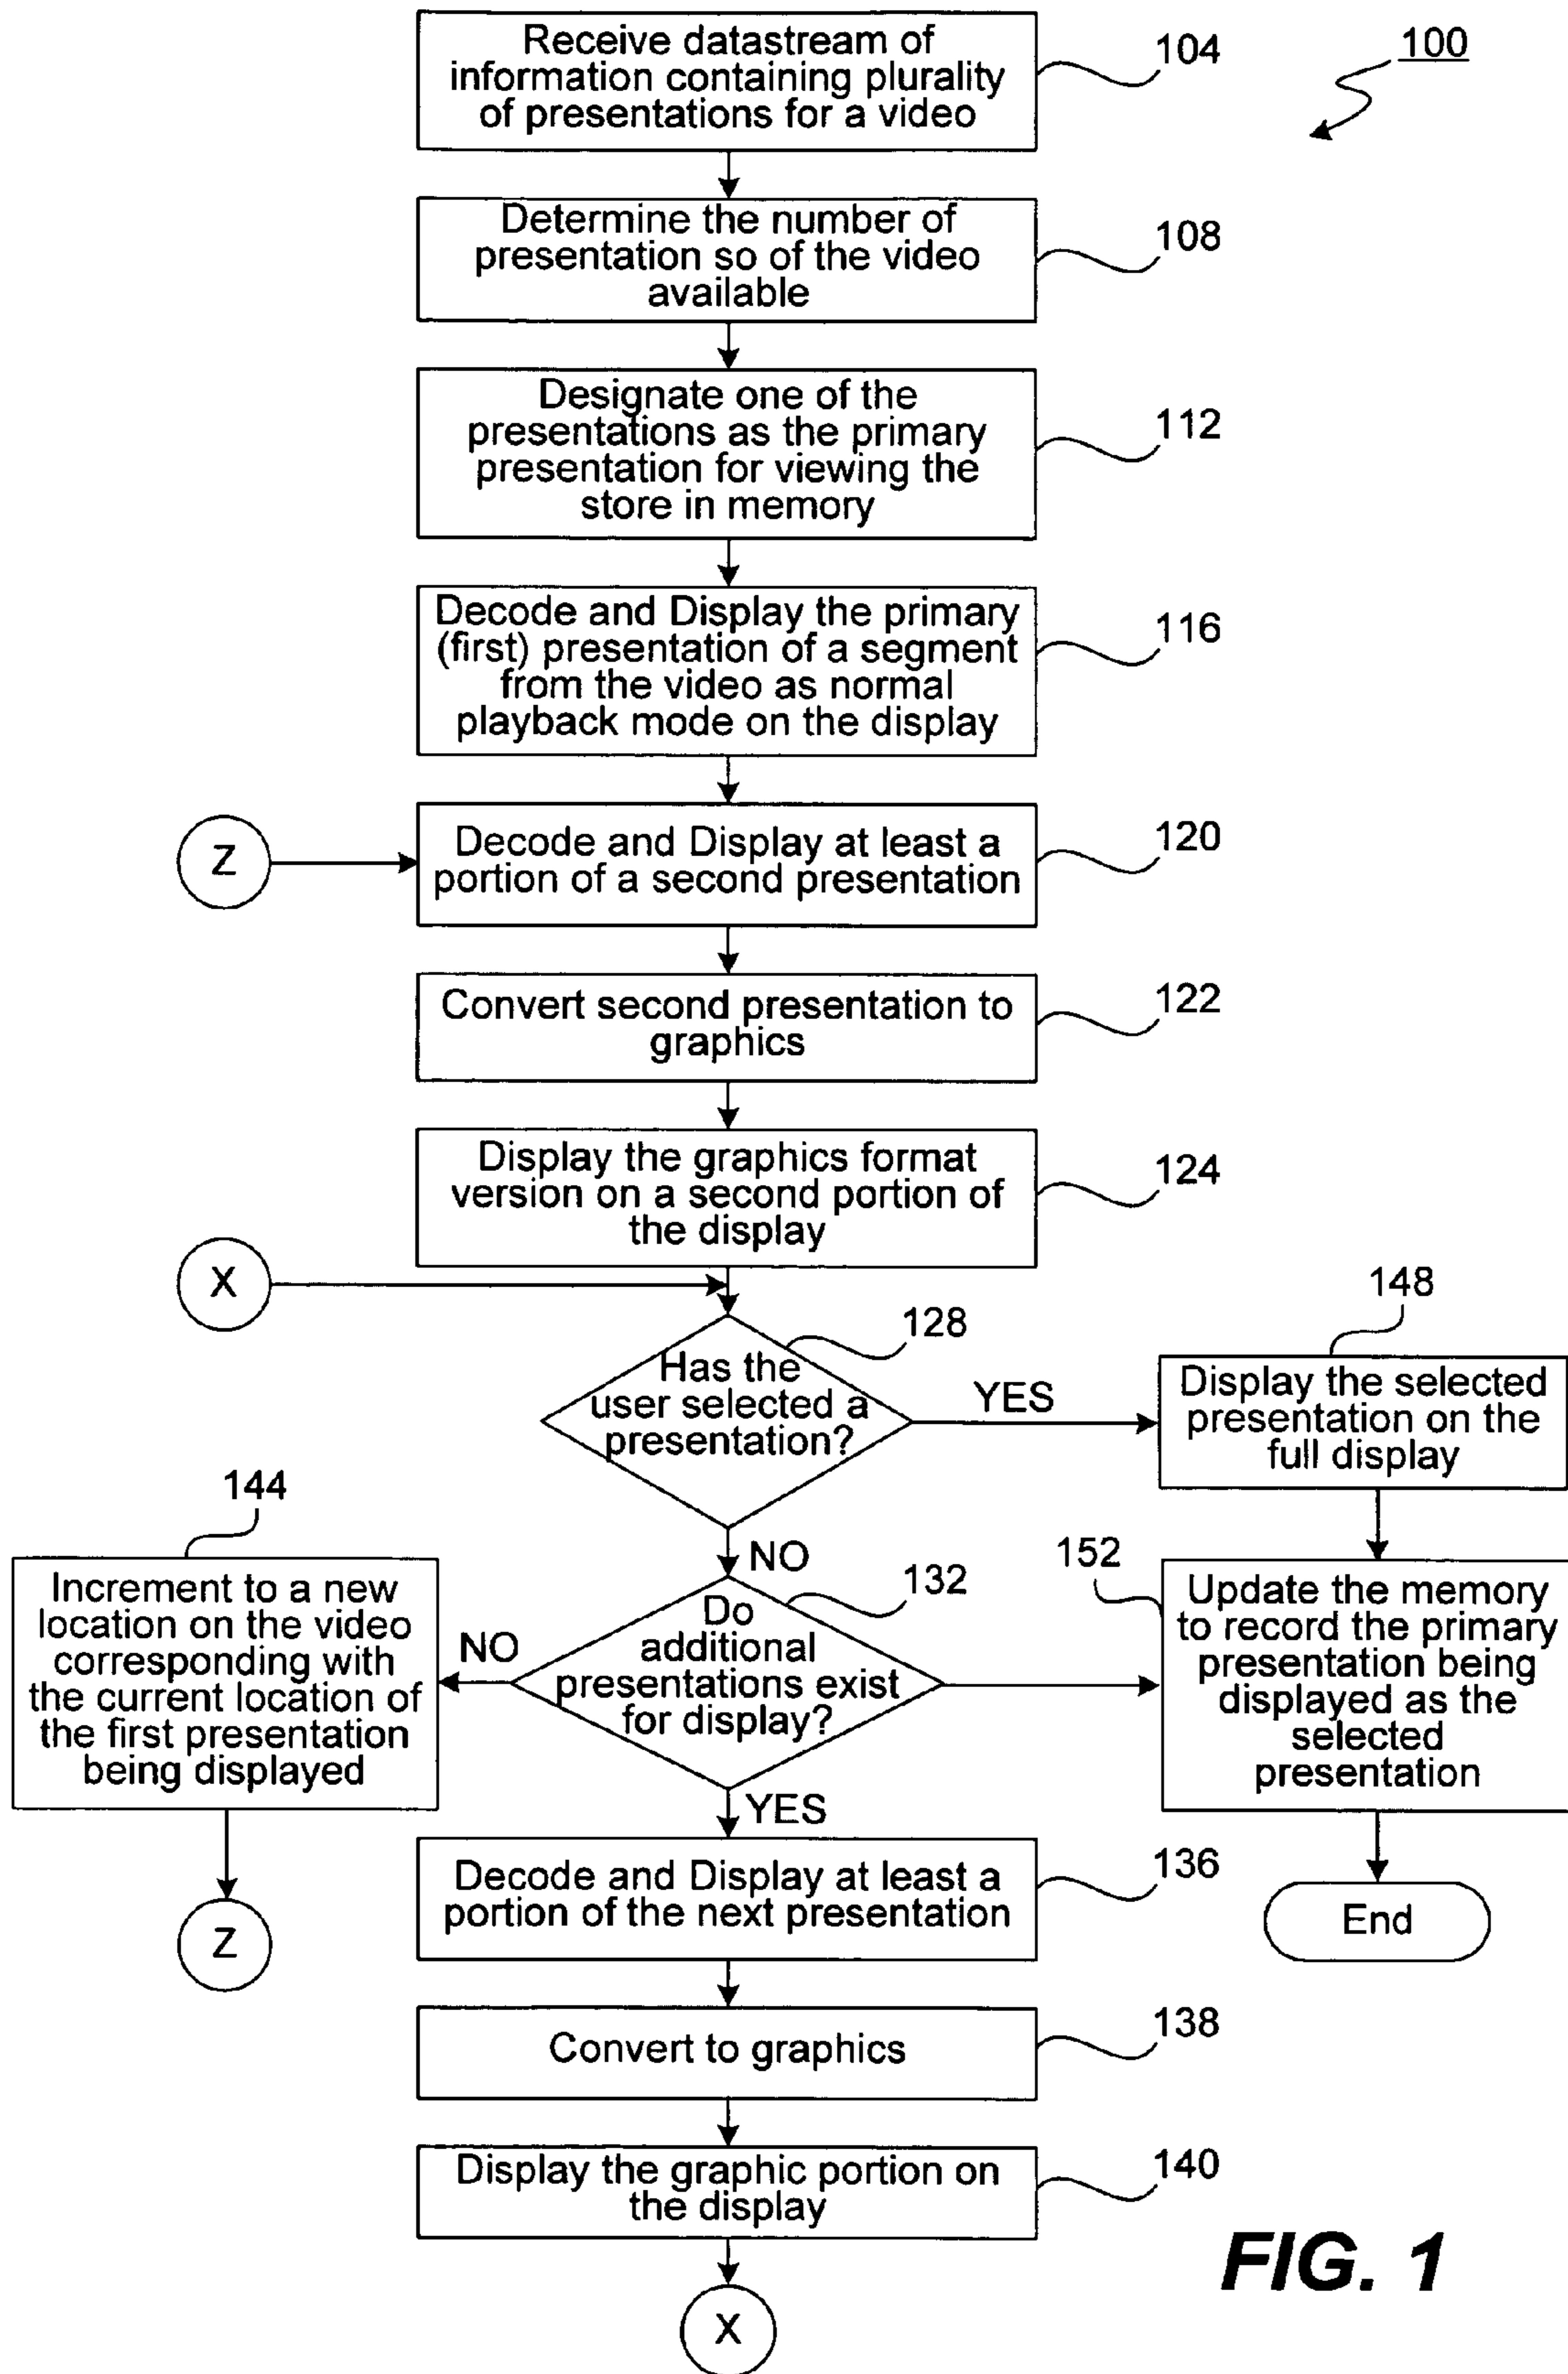 Receive datastream of
information containing plurality
of presentations for a video
104
100
Determine the number of
presentation so of the video
available
108
Designate one of the
presentations as the primary
presentation for viewing the
store in memory
112
Decode and Display the primary
(first) presentation of a segment
from the video as normal
playback mode on the display
116
Z
Decode and Display at least a
portion of a second presentation
120
Convert second presentation to
graphics
122
Display the graphics format
version on a second portion of
the display
124
X
Has the
user selected a
presentation?
128
YES
148
Display the selected
presentation on the
full display
NO
144
Increment to a new
location on the video
corresponding with
the current location of
the first presentation
being displayed
NO
Do
additional
presentations exist
for display?
132
152
Update the memory
to record the primary
presentation being
displayed as the
selected
presentation
YES
Z
Decode and Display at least a
portion of the next presentation
136
End
Convert to graphics
138
Display the graphic portion on
the display
140
X
FIG. 1